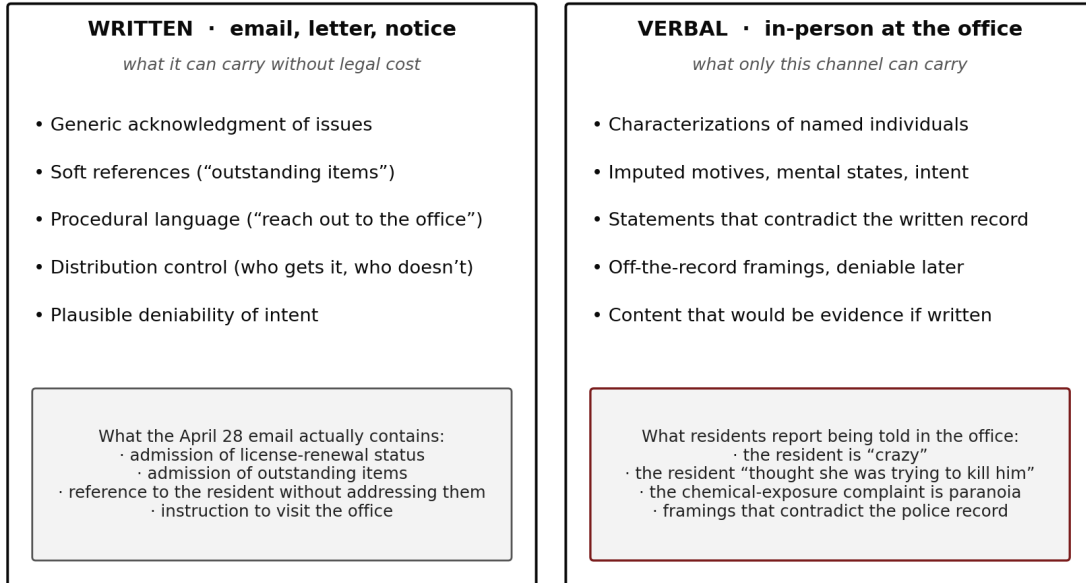 WRITTEN · email, letter, notice
what it can carry without legal cost
• Generic acknowledgment of issues
• Soft references (“outstanding items”)
• Procedural language (“reach out to the office”)
• Distribution control (who gets it, who doesn’t)
• Plausible deniability of intent
What the April 28 email actually contains:
· admission of license-renewal status
· admission of outstanding items
· reference to the resident without addressing them
· instruction to visit the office
VERBAL · in-person at the office
what only this channel can carry
• Characterizations of named individuals
• Imputed motives, mental states, intent
• Statements that contradict the written record
• Off-the-record framings, deniable later
• Content that would be evidence if written
What residents report being told in the office:
· the resident is “crazy”
· the resident “thought she was trying to kill him”
· the chemical-exposure complaint is paranoia
· framings that contradict the police record